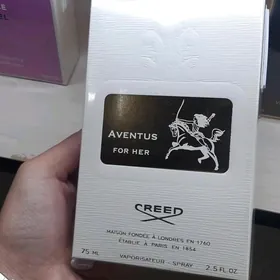 AVENTUS
FOR HER
CREED
MAISON FONDÉE À LONDRES EN 1760
ÉTABLIE À PARIS EN 1854
75 ML VAPORISATEUR - SPRAY 2.5 FL.OZ